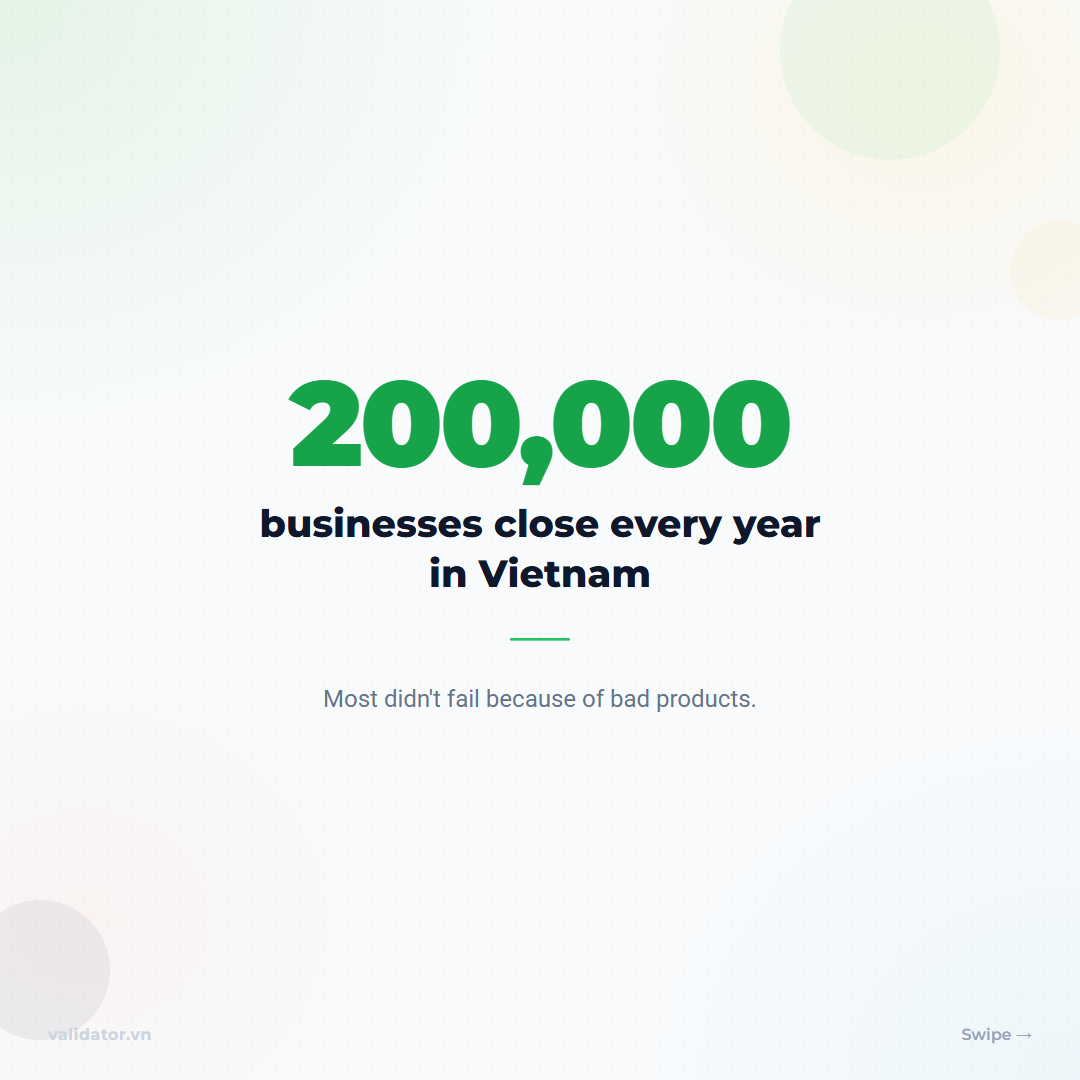 200,000
businesses close every year
in Vietnam
Most didn't fail because of bad products.
validator.vn
Swipe →